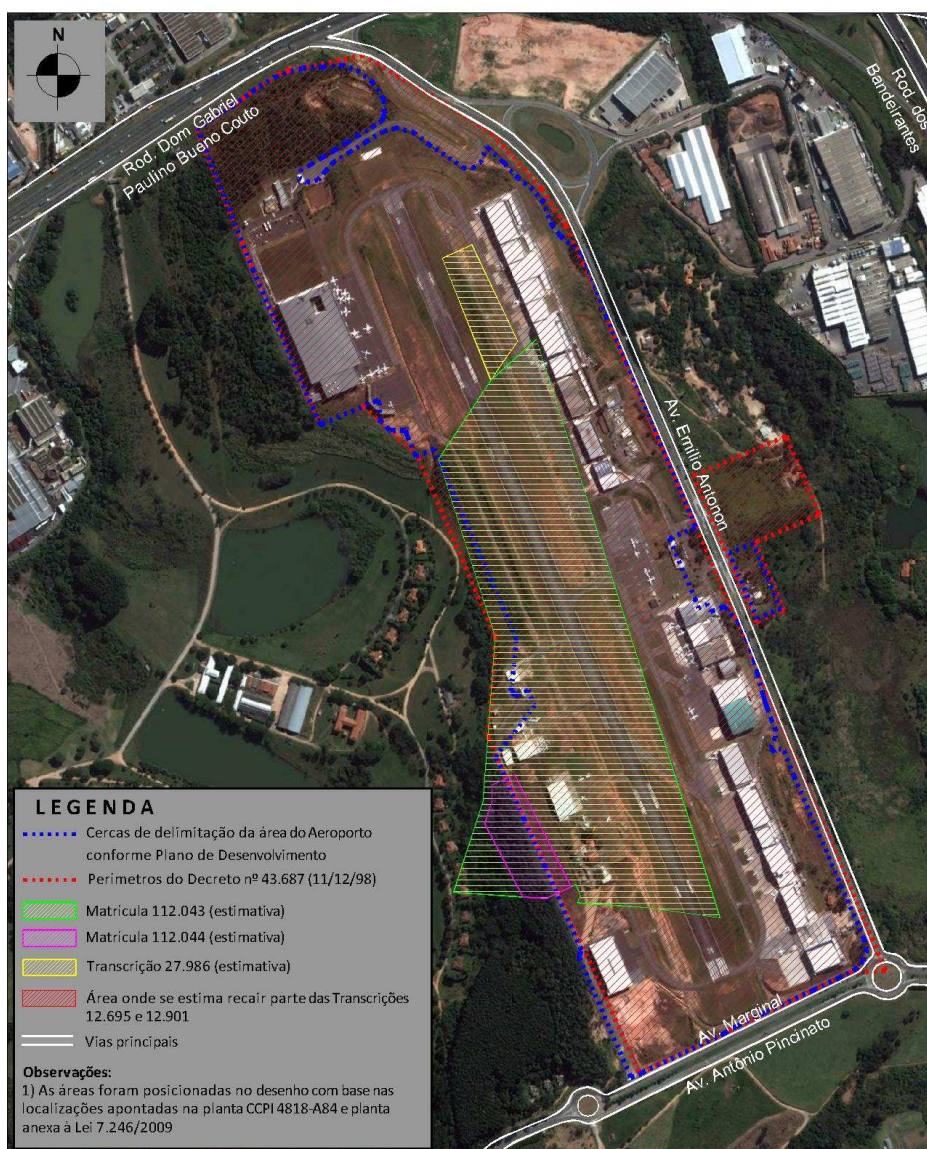 N
Rod. Dom Gabriel
Paulino Bueno Couto
Rod. dos
Bandeirantes
Av. Emilio Antonon
Av. Marginal
Av. Antônio Pincinato
LEGENDA
Cercas de delimitação da área do Aeroporto
conforme Plano de Desenvolvimento
Perimetros do Decreto nº 43.687 (11/12/98)
Matricula 112.043 (estimativa)
Matricula 112.044 (estimativa)
Transcrição 27.986 (estimativa)
Área onde se estima recair parte das Transcrições
12.695 e 12.901
Vias principais
Observações:
1) As áreas foram posicionadas no desenho com base nas
localizações apontadas na planta CCPI 4818-A84 e planta
anexa à Lei 7.246/2009